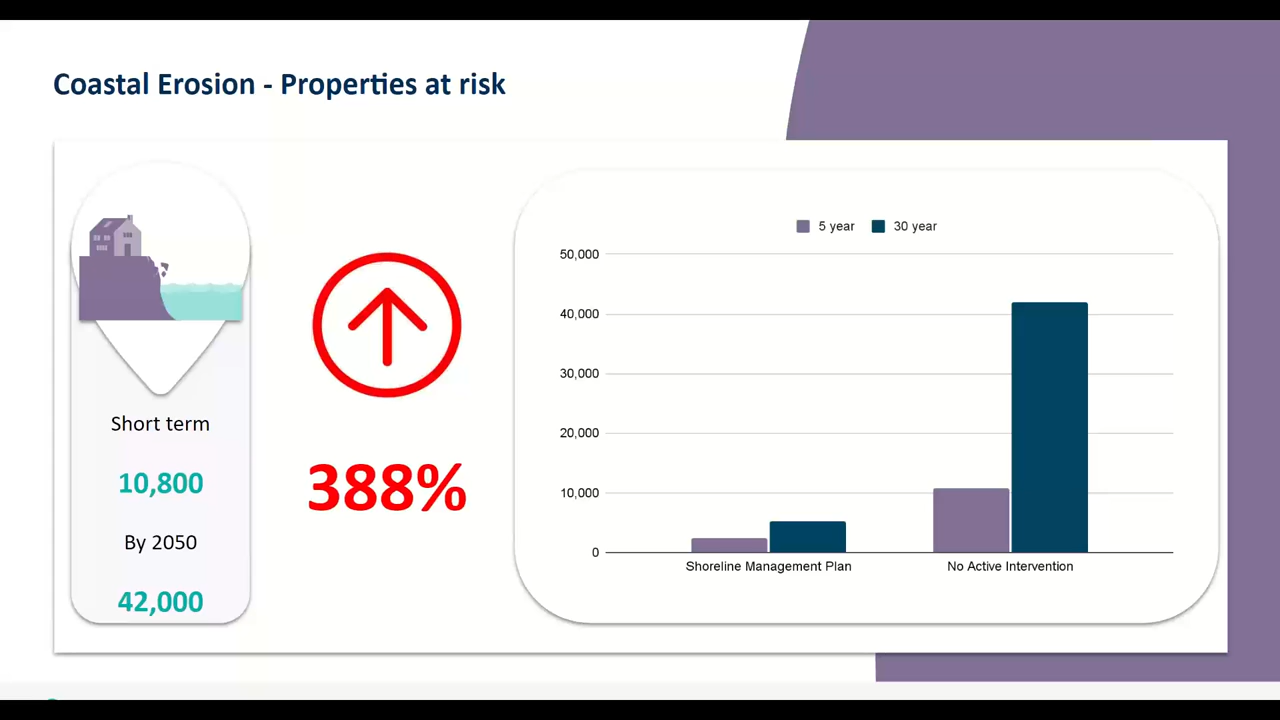 Coastal Erosion - Properties at risk
Short term
10,800
By 2050
42,000
388%
5 year 30 year
50,000
40,000
30,000
20,000
10,000
0
Shoreline Management Plan No Active Intervention